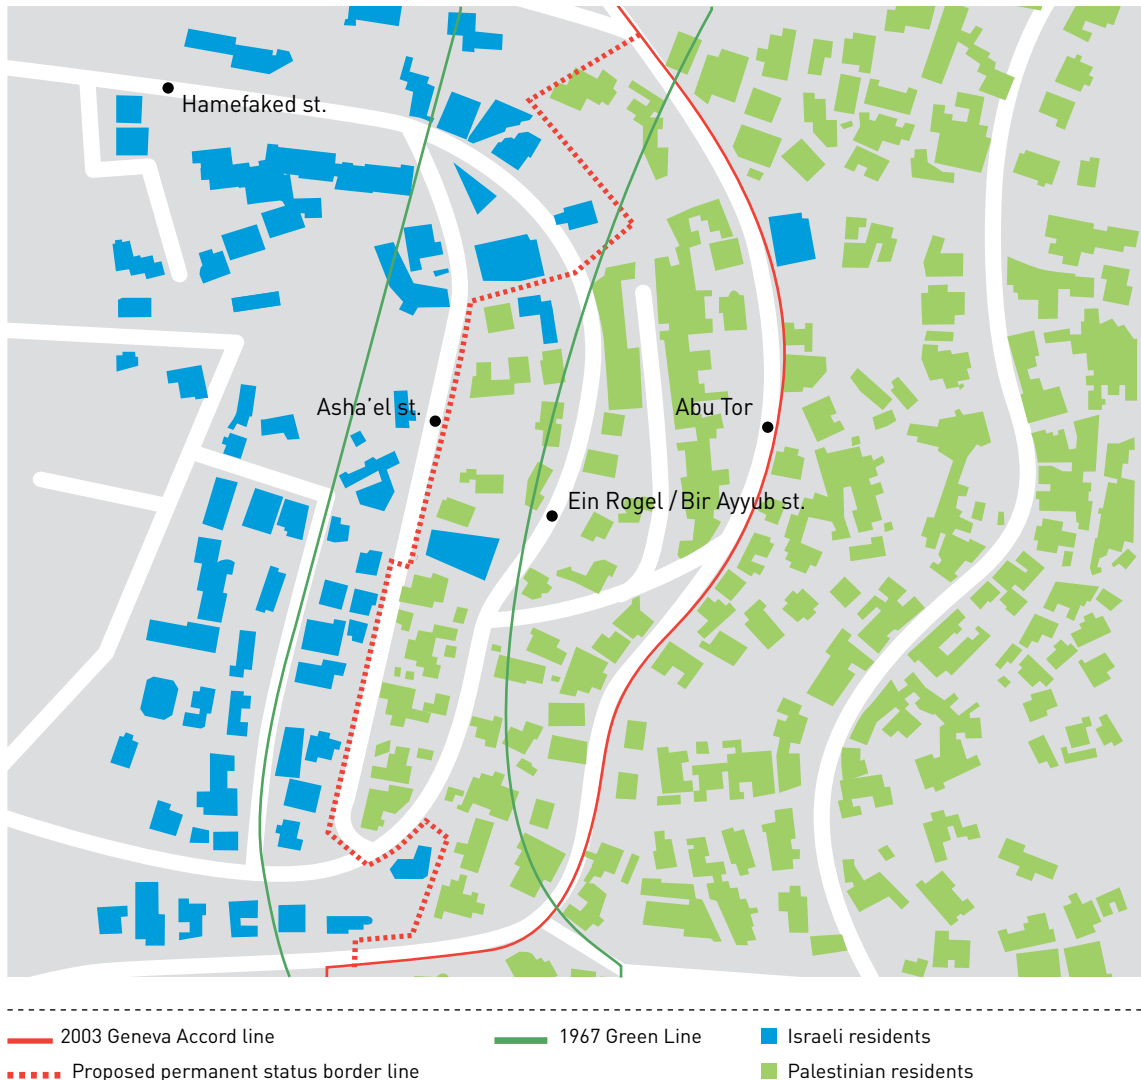 Hamefaked st.
Asha’el st.
Abu Tor
Ein Rogel / Bir Ayyub st.
2003 Geneva Accord line
1967 Green Line
Israeli residents
Proposed permanent status border line
Palestinian residents